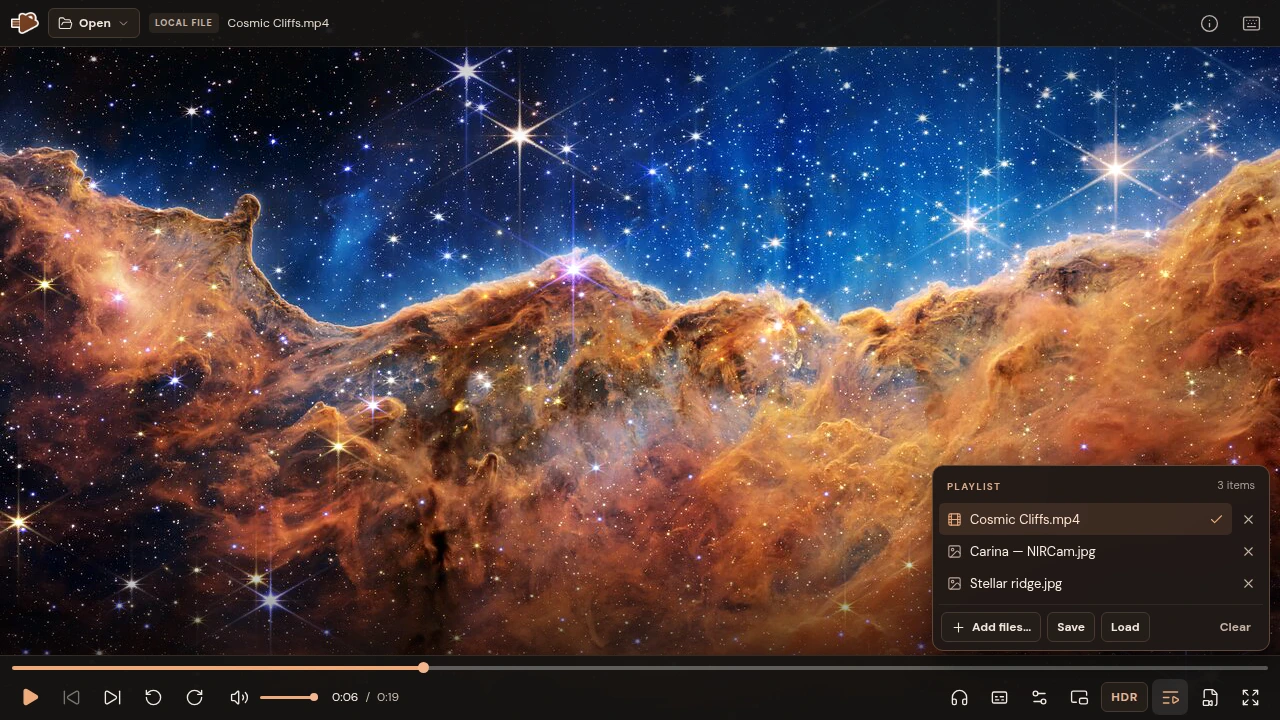 Open
LOCAL FILE
Cosmic Cliffs.mp4
PLAYLIST
3 items
Cosmic Cliffs.mp4
Carina — NIRCam.jpg
Stellar ridge.jpg
Add files...
Save
Load
Clear
0:06 / 0:19
HDR